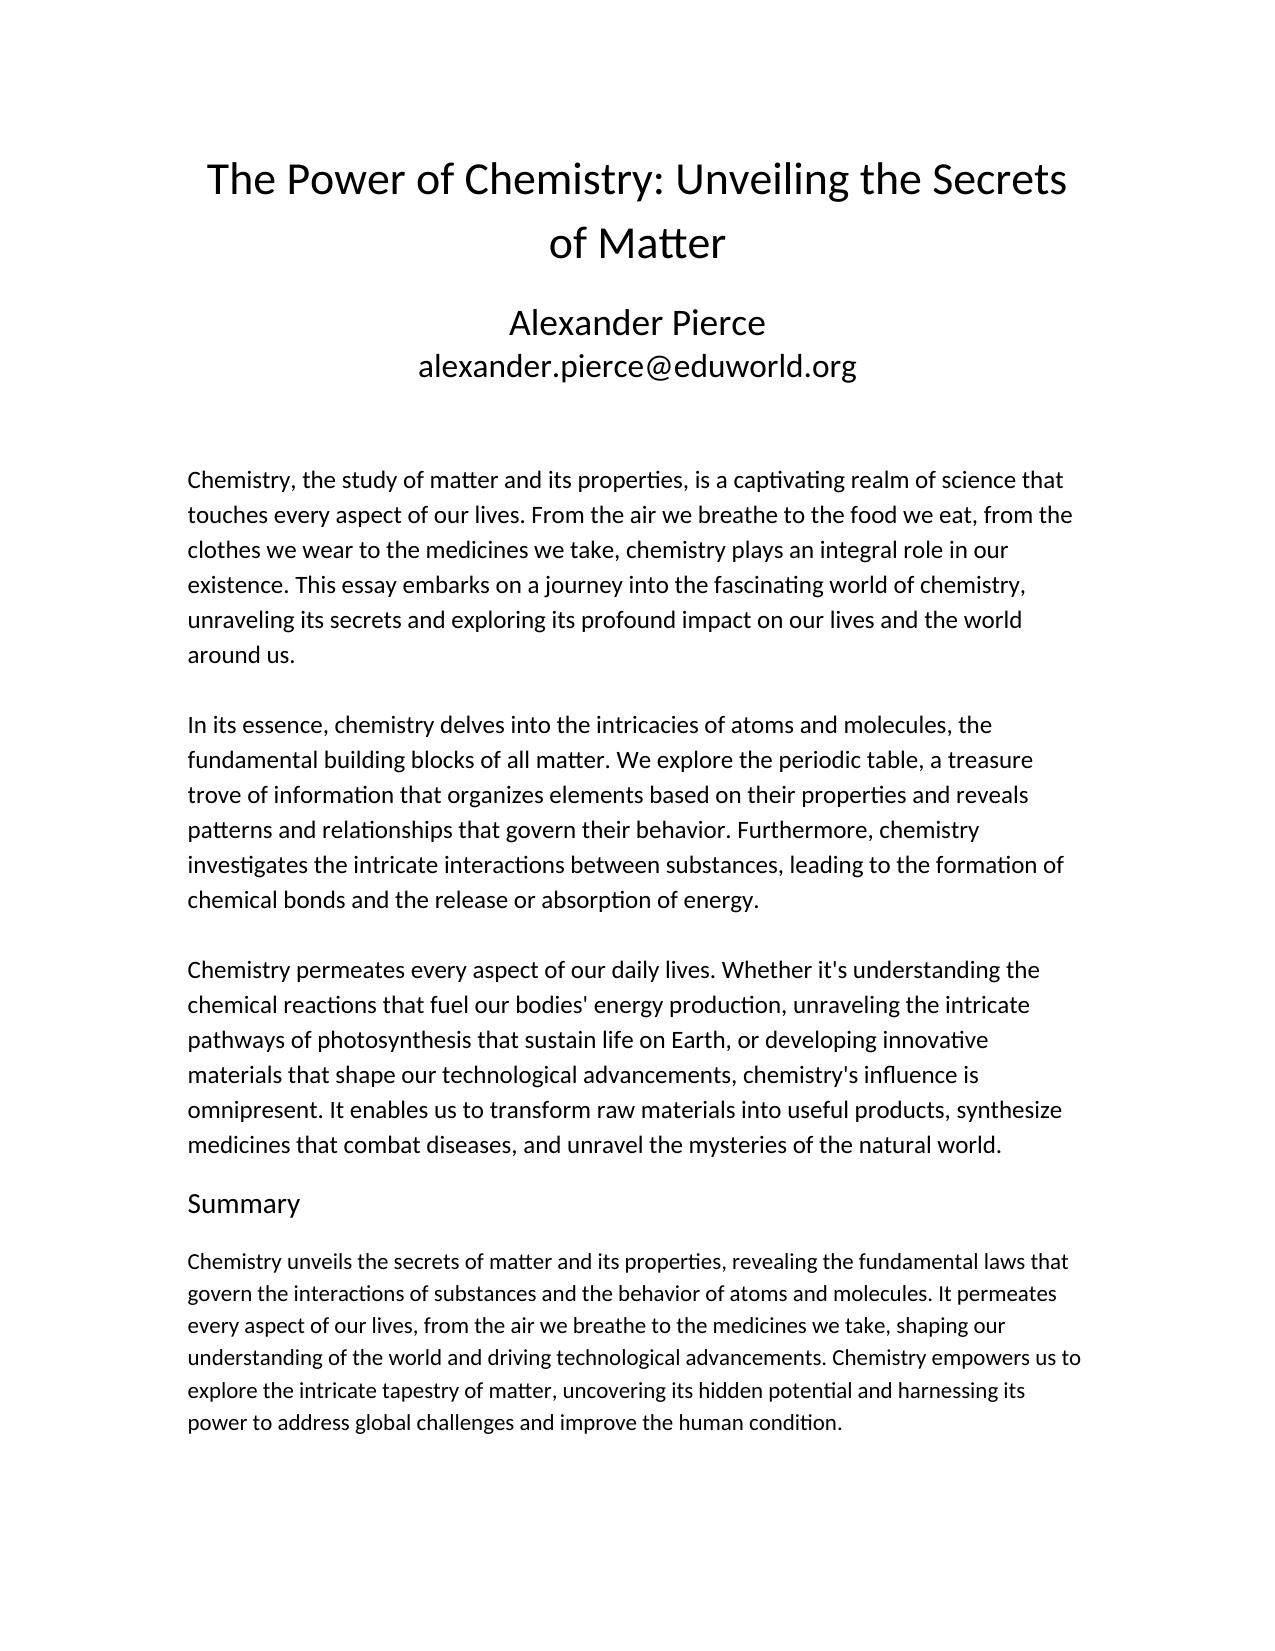 The Power of Chemistry: Unveiling the Secrets
of Matter
Alexander Pierce
alexander.pierce@eduworld.org
Chemistry, the study of matter and its properties, is a captivating realm of science that
touches every aspect of our lives. From the air we breathe to the food we eat, from the
clothes we wear to the medicines we take, chemistry plays an integral role in our
existence. This essay embarks on a journey into the fascinating world of chemistry,
unraveling its secrets and exploring its profound impact on our lives and the world
around us.
In its essence, chemistry delves into the intricacies of atoms and molecules, the
fundamental building blocks of all matter. We explore the periodic table, a treasure
trove of information that organizes elements based on their properties and reveals
patterns and relationships that govern their behavior. Furthermore, chemistry
investigates the intricate interactions between substances, leading to the formation of
chemical bonds and the release or absorption of energy.
Chemistry permeates every aspect of our daily lives. Whether it's understanding the
chemical reactions that fuel our bodies' energy production, unraveling the intricate
pathways of photosynthesis that sustain life on Earth, or developing innovative
materials that shape our technological advancements, chemistry's influence is
omnipresent. It enables us to transform raw materials into useful products, synthesize
medicines that combat diseases, and unravel the mysteries of the natural world.
Summary
Chemistry unveils the secrets of matter and its properties, revealing the fundamental laws that
govern the interactions of substances and the behavior of atoms and molecules. It permeates
every aspect of our lives, from the air we breathe to the medicines we take, shaping our
understanding of the world and driving technological advancements. Chemistry empowers us to
explore the intricate tapestry of matter, uncovering its hidden potential and harnessing its
power to address global challenges and improve the human condition.